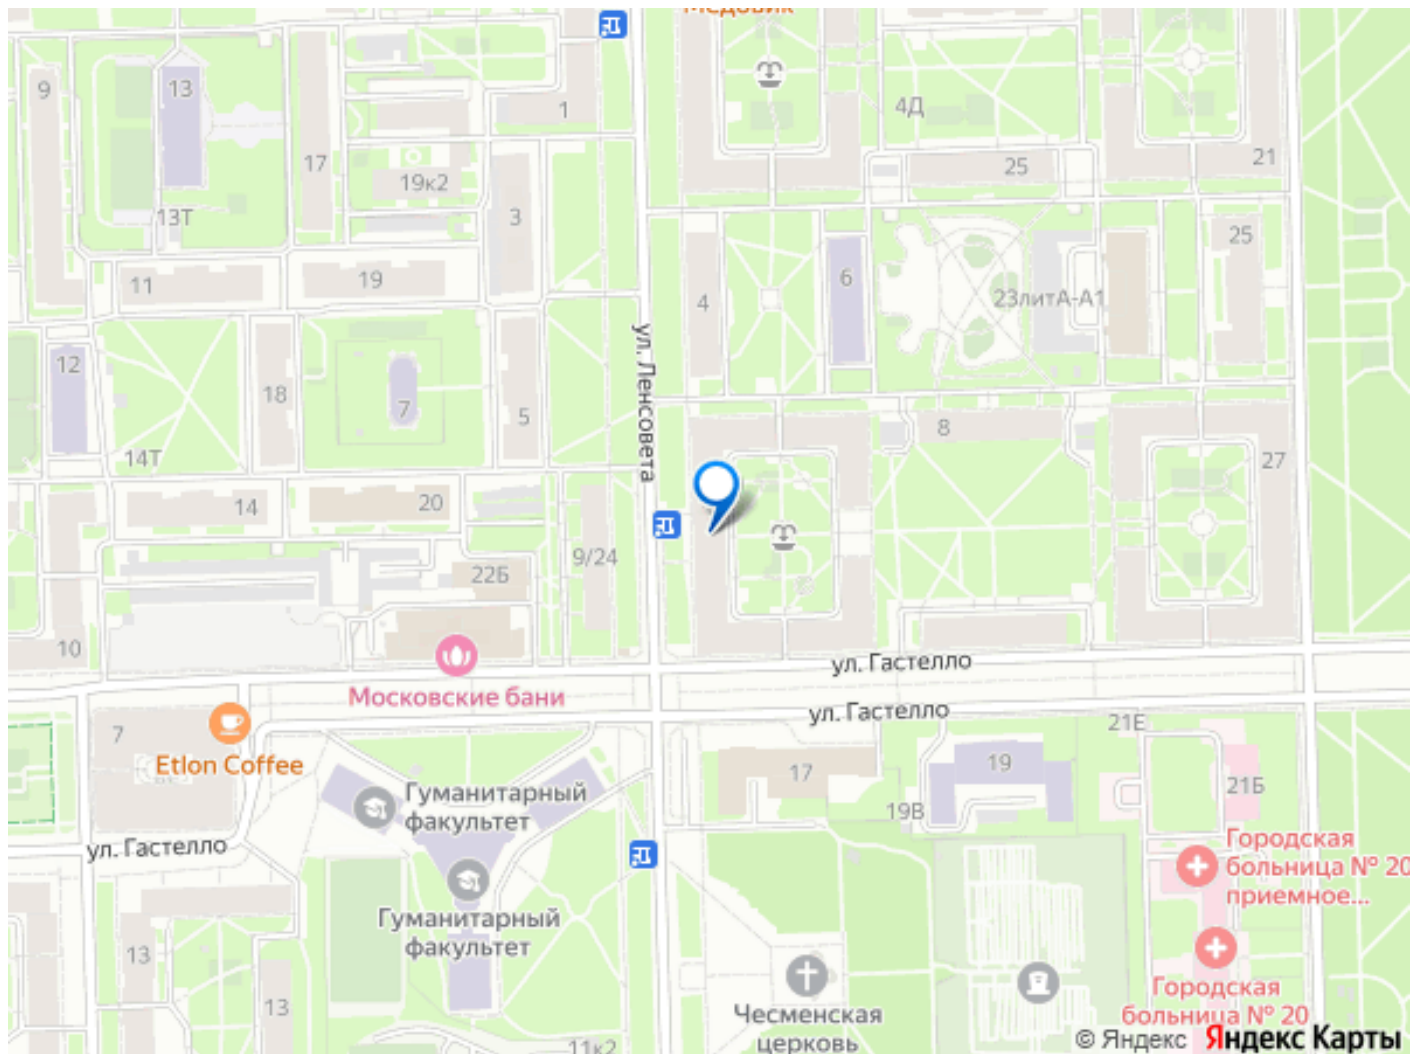 Медовик
9
13
1
4Д
17
25
21
19к2
13Т
3
25
11
19
6
4
23литА-А1
ул. Ленсовета
12
18
7
5
8
14Т
27
14
20
9/24
22Б
10
ул. Гастелло
Московские бани
ул. Гастелло
7
21Е
Etlon Coffee
17
19
21Б
Гуманитарный
факультет
19В
ул. Гастелло
Городская
больница № 20
приемное...
Гуманитарный
факультет
13
13
Городская
больница № 20
Чесменская
церковь
11к2
© Яндекс Яндекс Карты